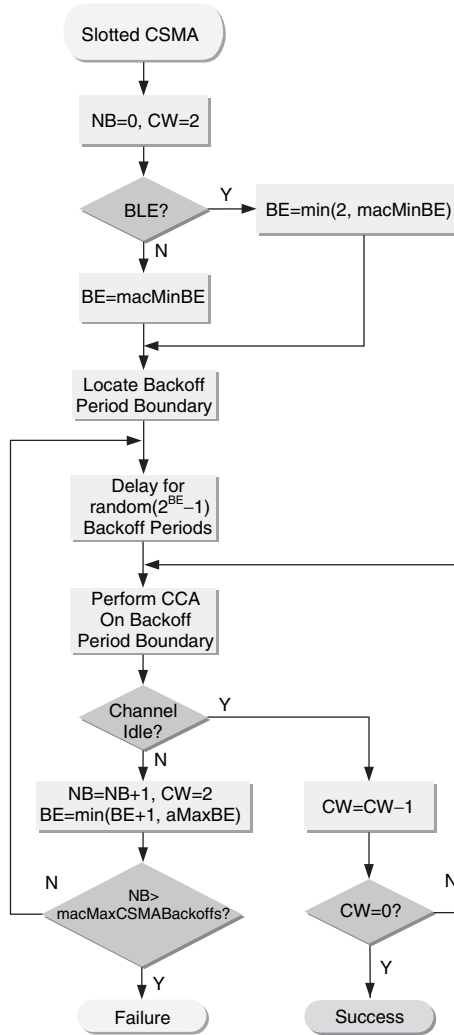 Slotted CSMA
NB=0, CW=2
BLE?
Y
BE=min(2, macMinBE)
N
BE=macMinBE
Locate Backoff
Period Boundary
Delay for
random(2^BE−1)
Backoff Periods
Perform CCA
On Backoff
Period Boundary
Channel
Idle?
Y
N
NB=NB+1, CW=2
BE=min(BE+1, aMaxBE)
CW=CW−1
N
NB>
macMaxCSMABackoffs?
CW=0?
N
Y
Y
Failure
Success